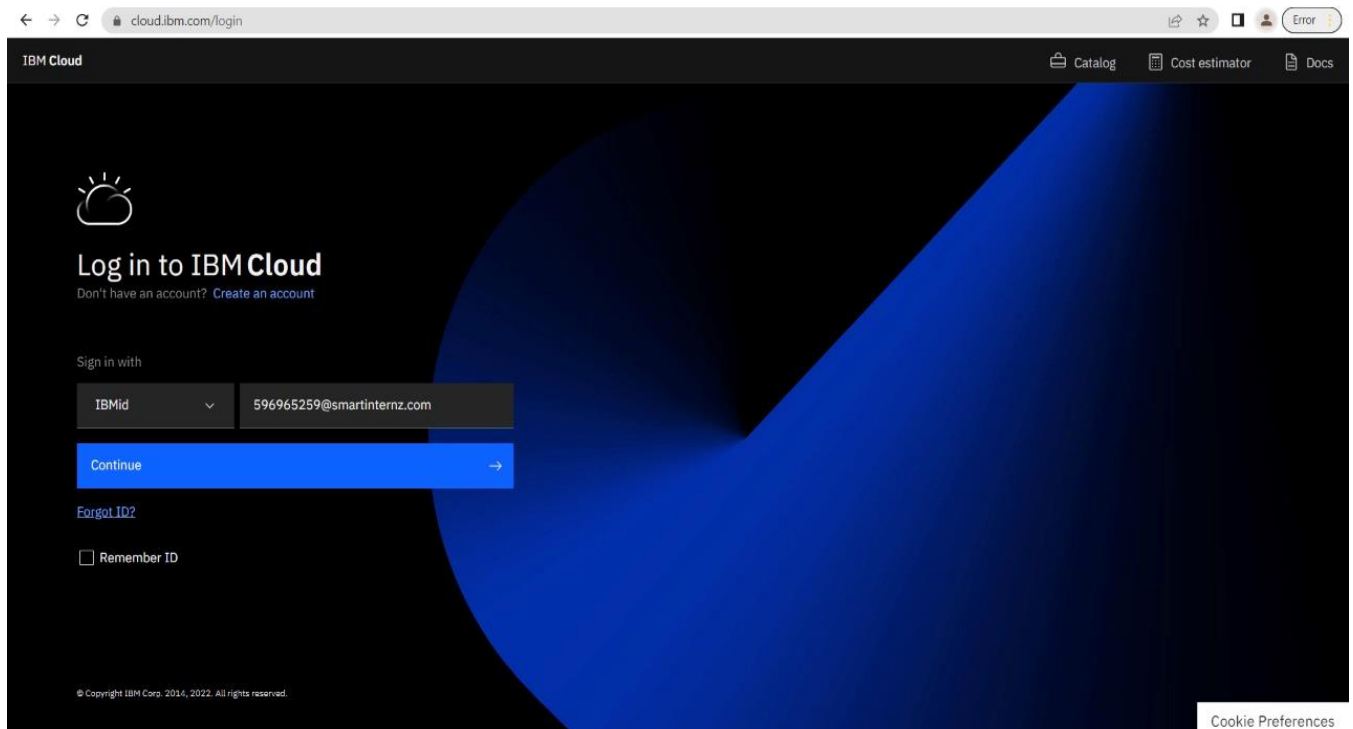 cloud.ibm.com/login
Error
IBM Cloud
Catalog
Cost estimator
Docs
Log in to IBM Cloud
Don't have an account? Create an account
Sign in with
IBMid
596965259@smartinternz.com
Continue
Forgot ID?
Remember ID
© Copyright IBM Corp. 2014, 2022. All rights reserved.
Cookie Preferences